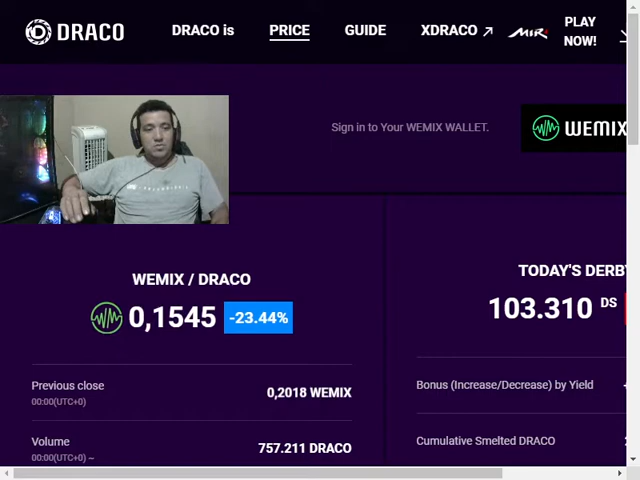 DRACO
DRACO is
PRICE
GUIDE
XDRACO
MIR
PLAY
NOW!
Sign in to Your WEMIX WALLET.
WEMIX
WEMIX / DRACO
0,1545
-23.44%
Previous close
00:00(UTC+0)
0,2018 WEMIX
Volume
00:00(UTC+0) ~
757.211 DRACO
TODAY'S DERBY
103.310 DS
Bonus (Increase/Decrease) by Yield
Cumulative Smelted DRACO